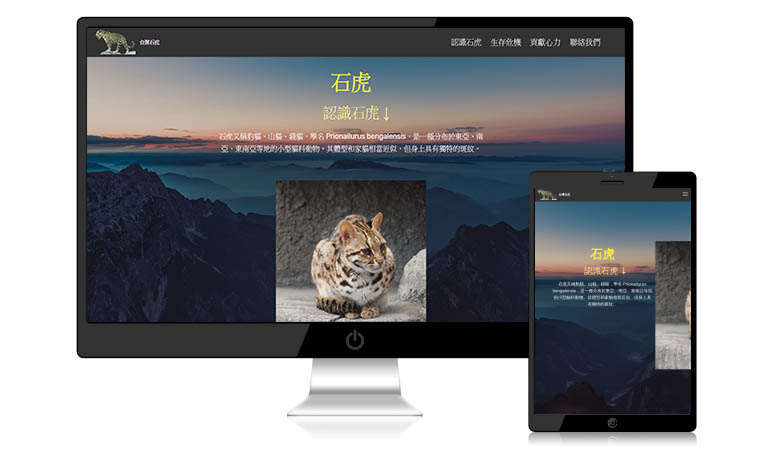 台灣石虎
認識石虎 生存危機 貢獻心力 聯絡我們
石虎
認識石虎↓
石虎又稱豹貓、山貓、錢貓，學名 Prionailurus bengalensis，是一種分布於東亞、南
亞、東南亞等地的小型貓科動物。其體型和家貓相當近似，但身上具有獨特的斑紋。
台灣石虎
石虎
認識石虎↓
石虎又稱豹貓、山貓、錢貓，學名 Prionailurus
bengalensis，是一種分布於東亞、南亞、東南亞等地
的小型貓科動物。其體型和家貓相當近似，但身上具
有獨特的斑紋。